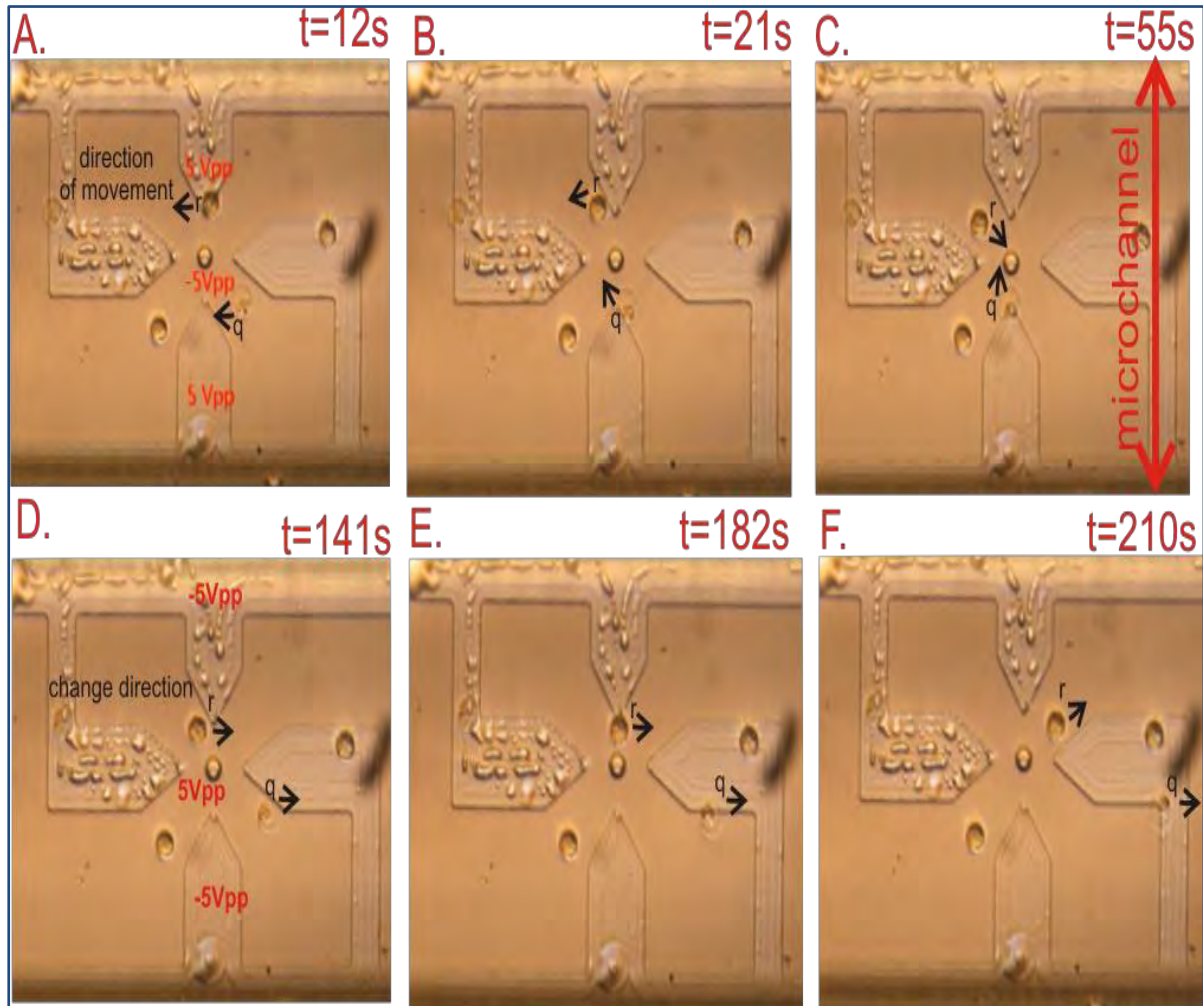 A.
t=12s
direction
of movement
5 Vpp
r
-5Vpp
q
5 Vpp
B.
t=21s
r
q
C.
t=55s
r
q
microchannel
D.
t=141s
-5Vpp
change direction
r
5Vpp
q
-5Vpp
E.
t=182s
r
q
F.
t=210s
r
q